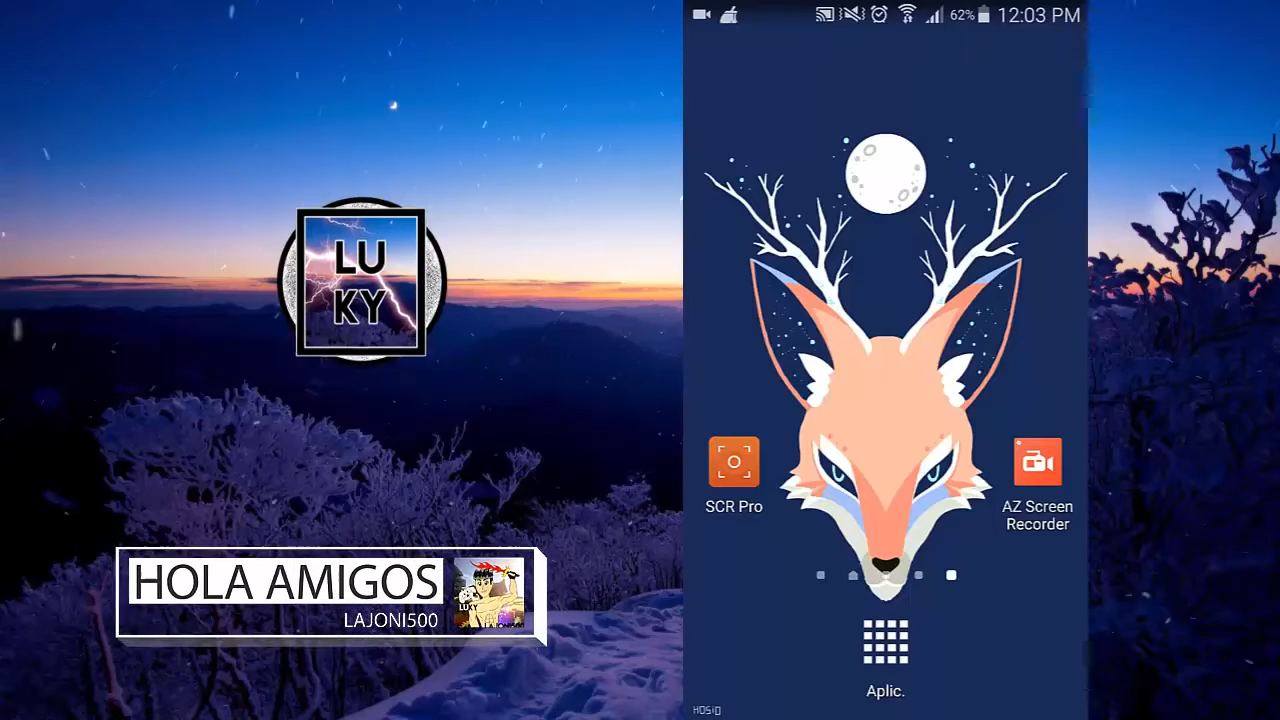 62% 12:03 PM
LU
KY
SCR Pro
AZ Screen
Recorder
HOLA AMIGOS
LAJONI500
Aplic.